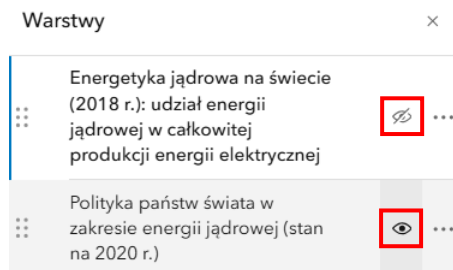 Warstwy
Energetyka jądrowa na świecie
(2018 r.): udział energii
jądrowej w całkowitej
produkcji energii elektrycznej
Polityka państw świata w
zakresie energii jądrowej (stan
na 2020 r.)